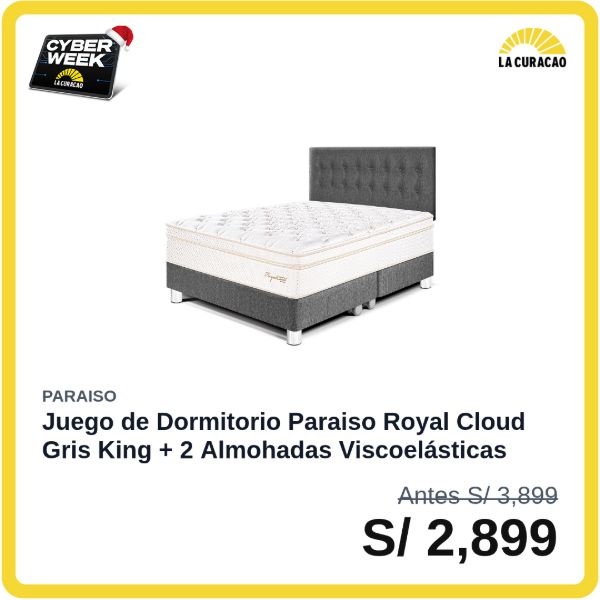 CYBER
WEEK
LA CURACAO
LA CURACAO
PARAISO
Juego de Dormitorio Paraiso Royal Cloud
Gris King + 2 Almohadas Viscoelásticas
Antes S/ 3,899
S/ 2,899